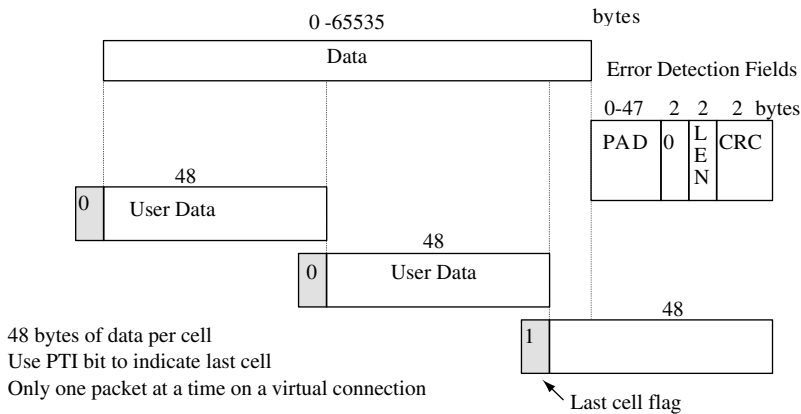 0 -65535 bytes
Data
Error Detection Fields
0-47 2 2 2 bytes
PAD 0 LEN CRC
48
0 User Data
48
0 User Data
48
1
48 bytes of data per cell
Use PTI bit to indicate last cell
Only one packet at a time on a virtual connection
Last cell flag